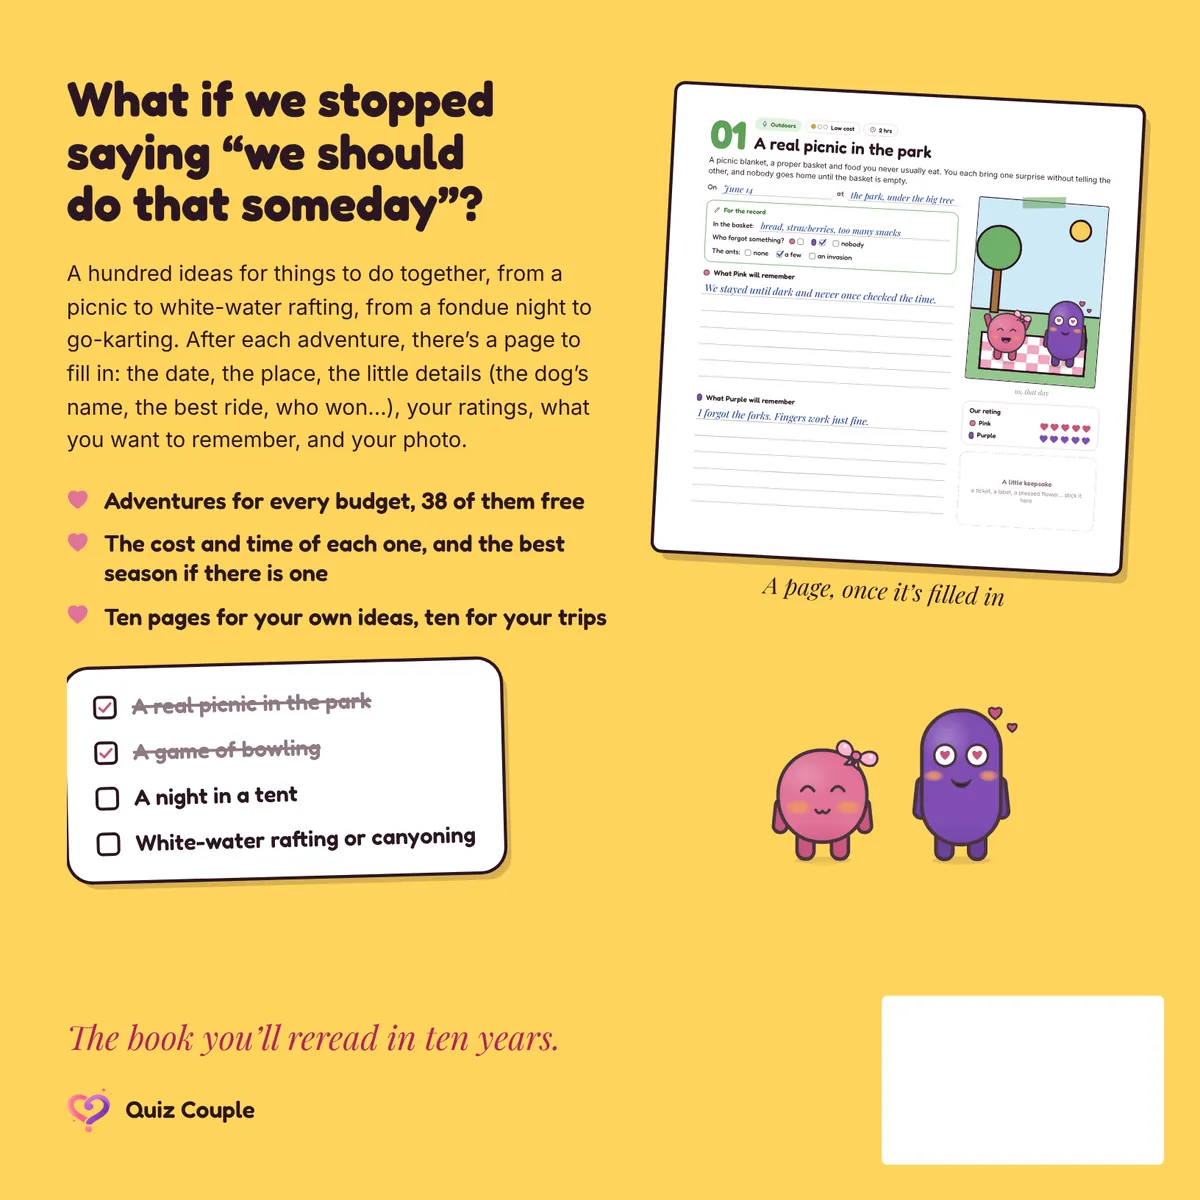 What if we stopped
saying “we should
do that someday”?
A hundred ideas for things to do together, from a
picnic to white-water rafting, from a fondue night to
go-karting. After each adventure, there’s a page to
fill in: the date, the place, the little details (the dog’s
name, the best ride, who won…), your ratings, what
you want to remember, and your photo.
Adventures for every budget, 38 of them free
The cost and time of each one, and the best
season if there is one
Ten pages for your own ideas, ten for your trips
A real picnic in the park
A game of bowling
A night in a tent
White-water rafting or canyoning
01
Outdoors
Low cost
2 hrs
A real picnic in the park
A picnic blanket, a proper basket and food you never usually eat. You each bring one surprise without telling the
other, and nobody goes home until the basket is empty.
On June 14 at the park, under the big tree
For the record
In the basket: bread, strawberries, too many snacks
Who forgot something? nobody
The ants: none a few an invasion
What Pink will remember
We stayed until dark and never once checked the time.
What Purple will remember
I forgot the forks. Fingers work just fine.
us, that day
Our rating
Pink
Purple
A little keepsake
a ticket, a label, a pressed flower… stick it
here
A page, once it’s filled in
The book you’ll reread in ten years.
Quiz Couple